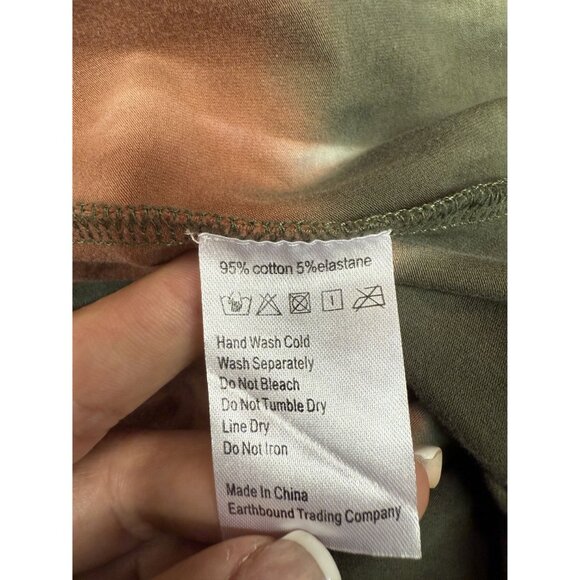 95% cotton 5%elastane
Hand Wash Cold
Wash Separately
Do Not Bleach
Do Not Tumble Dry
Line Dry
Do Not Iron
Made In China
Earthbound Trading Company